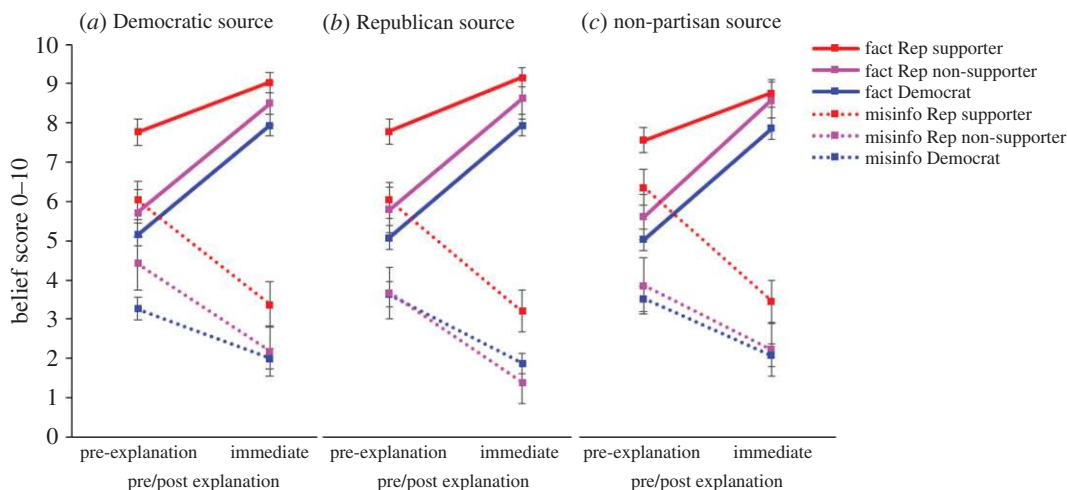 (a) Democratic source
(b) Republican source
(c) non-partisan source
10
9
8
7
6
5
4
3
2
1
0
belief score 0–10
pre-explanation immediate
pre/post explanation
pre-explanation immediate
pre/post explanation
pre-explanation immediate
pre/post explanation
fact Rep supporter
fact Rep non-supporter
fact Democrat
misinfo Rep supporter
misinfo Rep non-supporter
misinfo Democrat